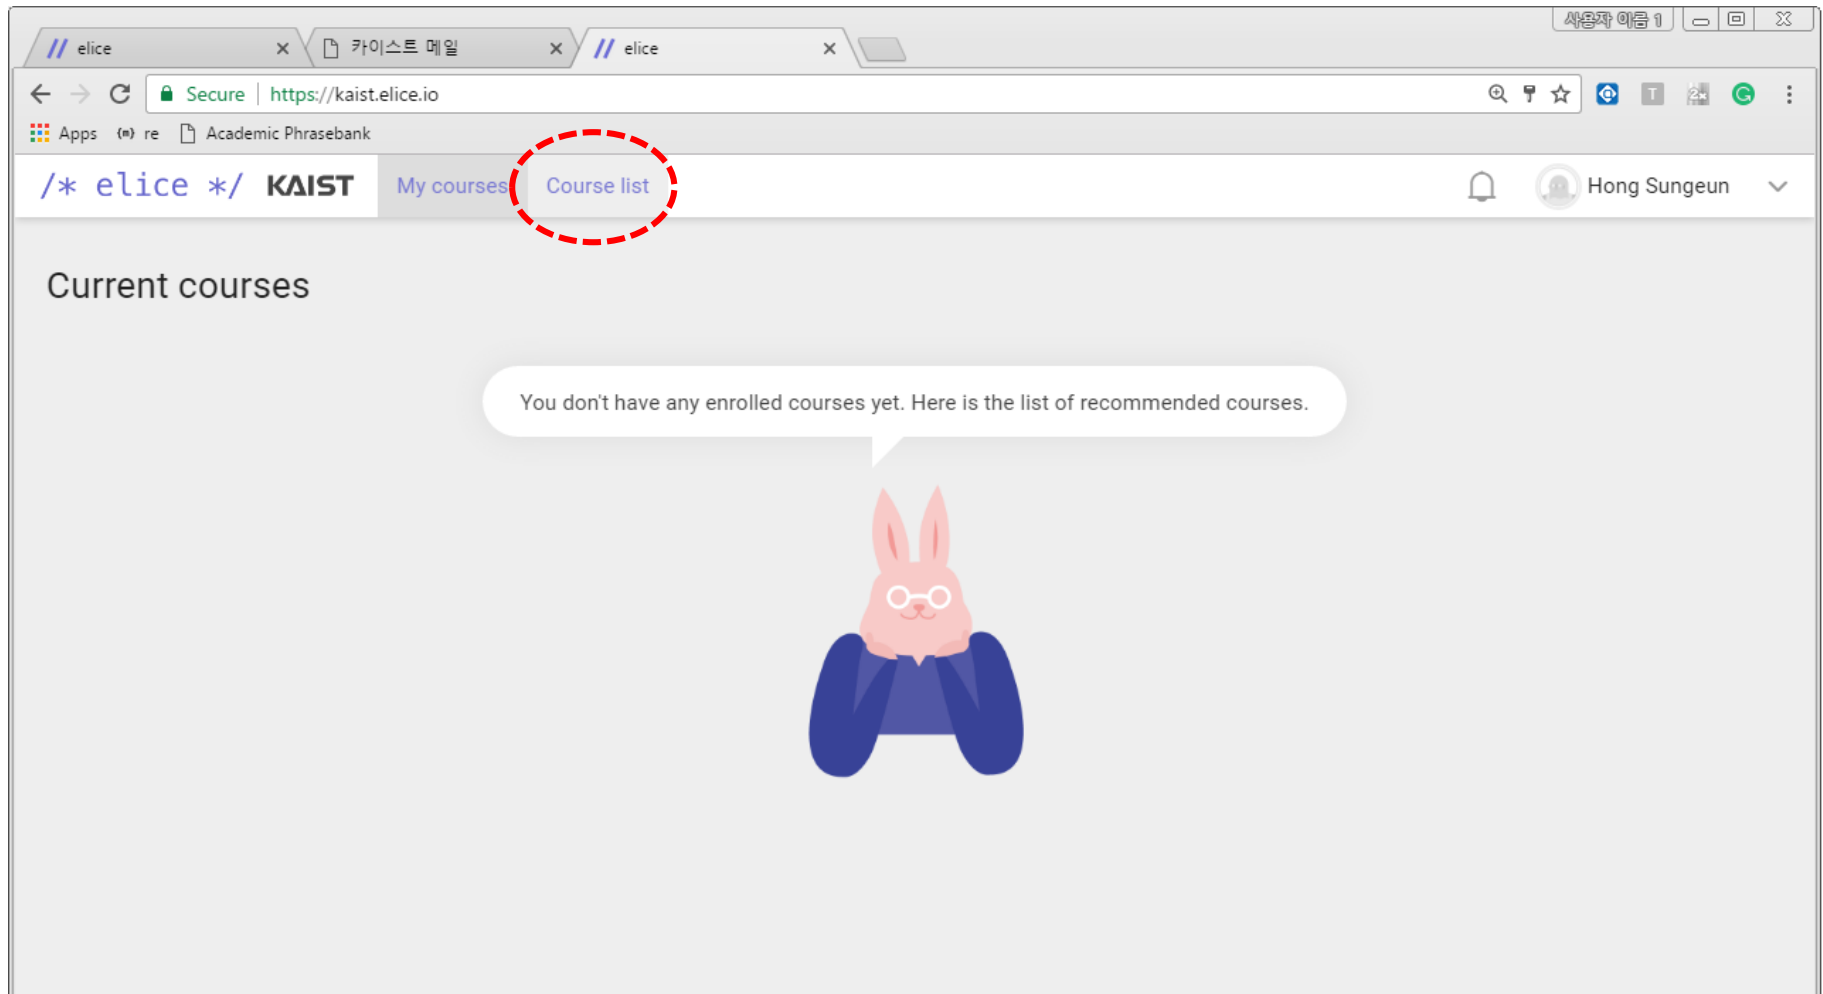 사용자 이름 1
elice
카이스트 메일
elice
Secure https://kaist.elice.io
Apps {m} re Academic Phrasebank
/* elice */ KAIST My courses Course list Hong Sungeun
Current courses
You don't have any enrolled courses yet. Here is the list of recommended courses.